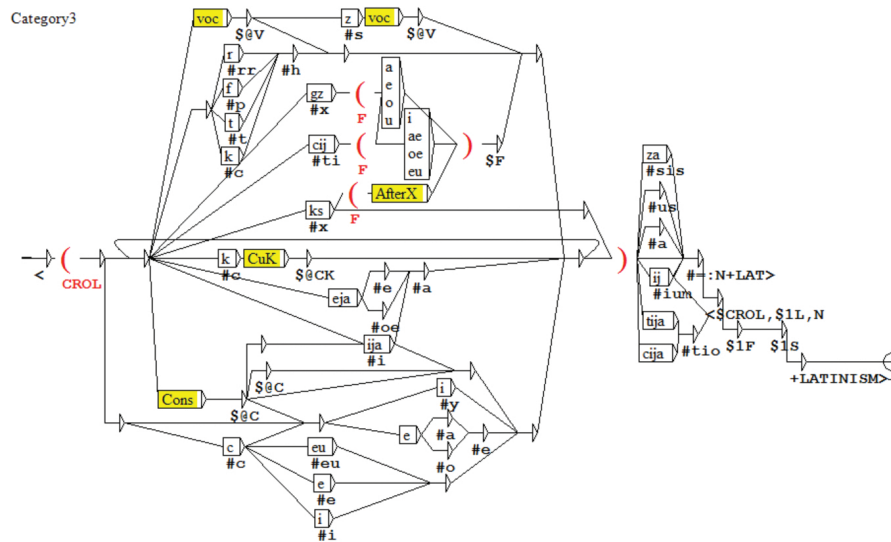 Category3
voc
$@V
z
#s
voc
$@V
r
#rr
#h
f
#p
t
#t
k
#c
gz
#x
(
F
a
e
o
u
i
ae
oe
eu
cij
#ti
(
F
)
$F
ks
#x
(
F
AfterX
<
(
CROL
k
#c
CuK
$@CK
eja
#e
#oe
#a
ija
#i
$@C
Cons
$@C
i
#y
e
#a
#o
#e
c
#c
eu
#eu
e
#e
i
#i
)
za
#sis
#us
#a
ij
#ium
tija
cija
#tio
#=:N+LAT>
<$CROL,$1L,N
$1F
$1S
+LATINISM>